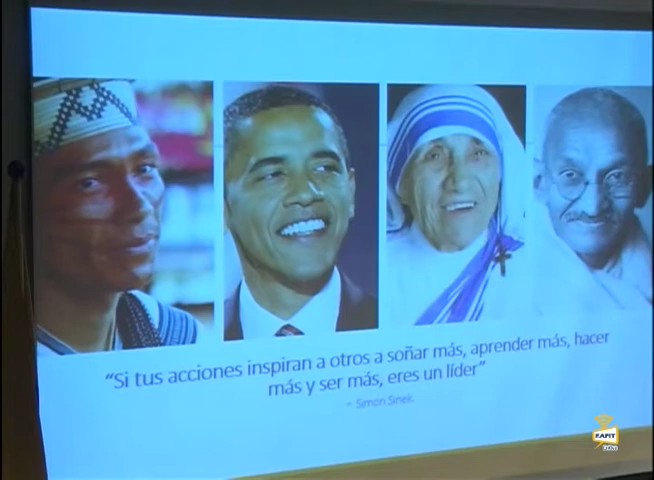 “Si tus acciones inspiran a otros a soñar más, aprender más, hacer
más y ser más, eres un líder”
– Simon Sinek.
EAFIT